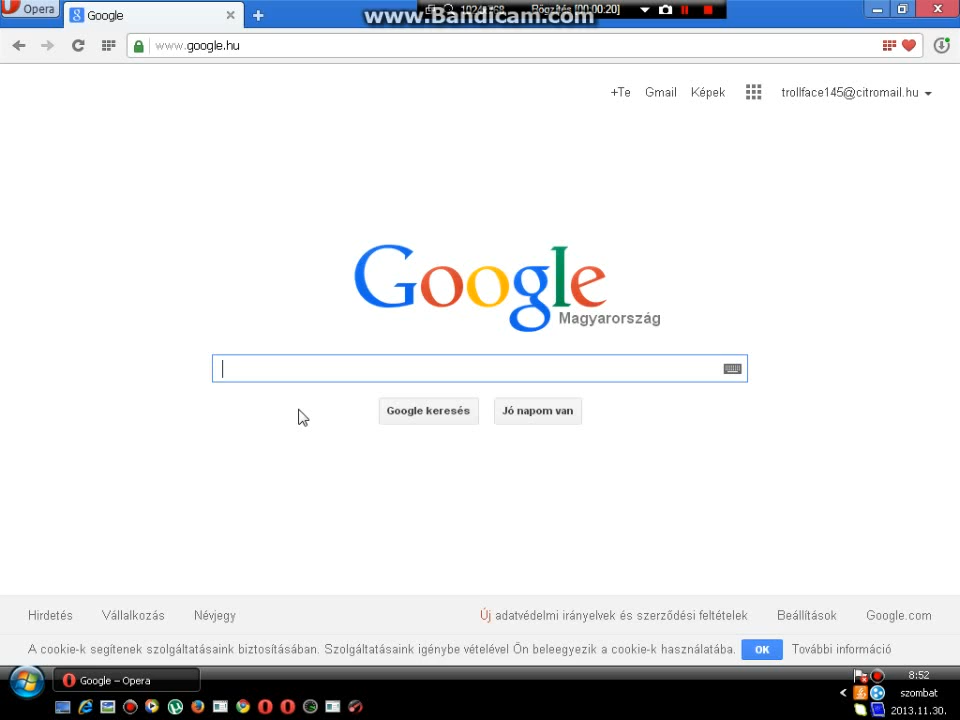 Opera
Google
www.Bandicam.com
[00:00:20]
www.google.hu
+Te Gmail Képek trollface145@citromail.hu
Google
Magyarország
Google keresés Jó napom van
Hirdetés Vállalkozás Névjegy Új adatvédelmi irányelvek és szerződési feltételek Beállítások Google.com
A cookie-k segítenek szolgáltatásaink biztosításában. Szolgáltatásaink igénybe vételével Ön beleegyezik a cookie-k használatába. OK További információ
Google – Opera
8:52
szombat
2013.11.30.